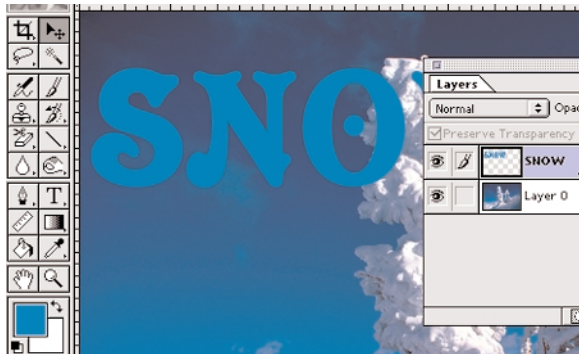 SNO
Layers
Normal
Opac
Preserve Transparency
SNOW
Layer 0
T